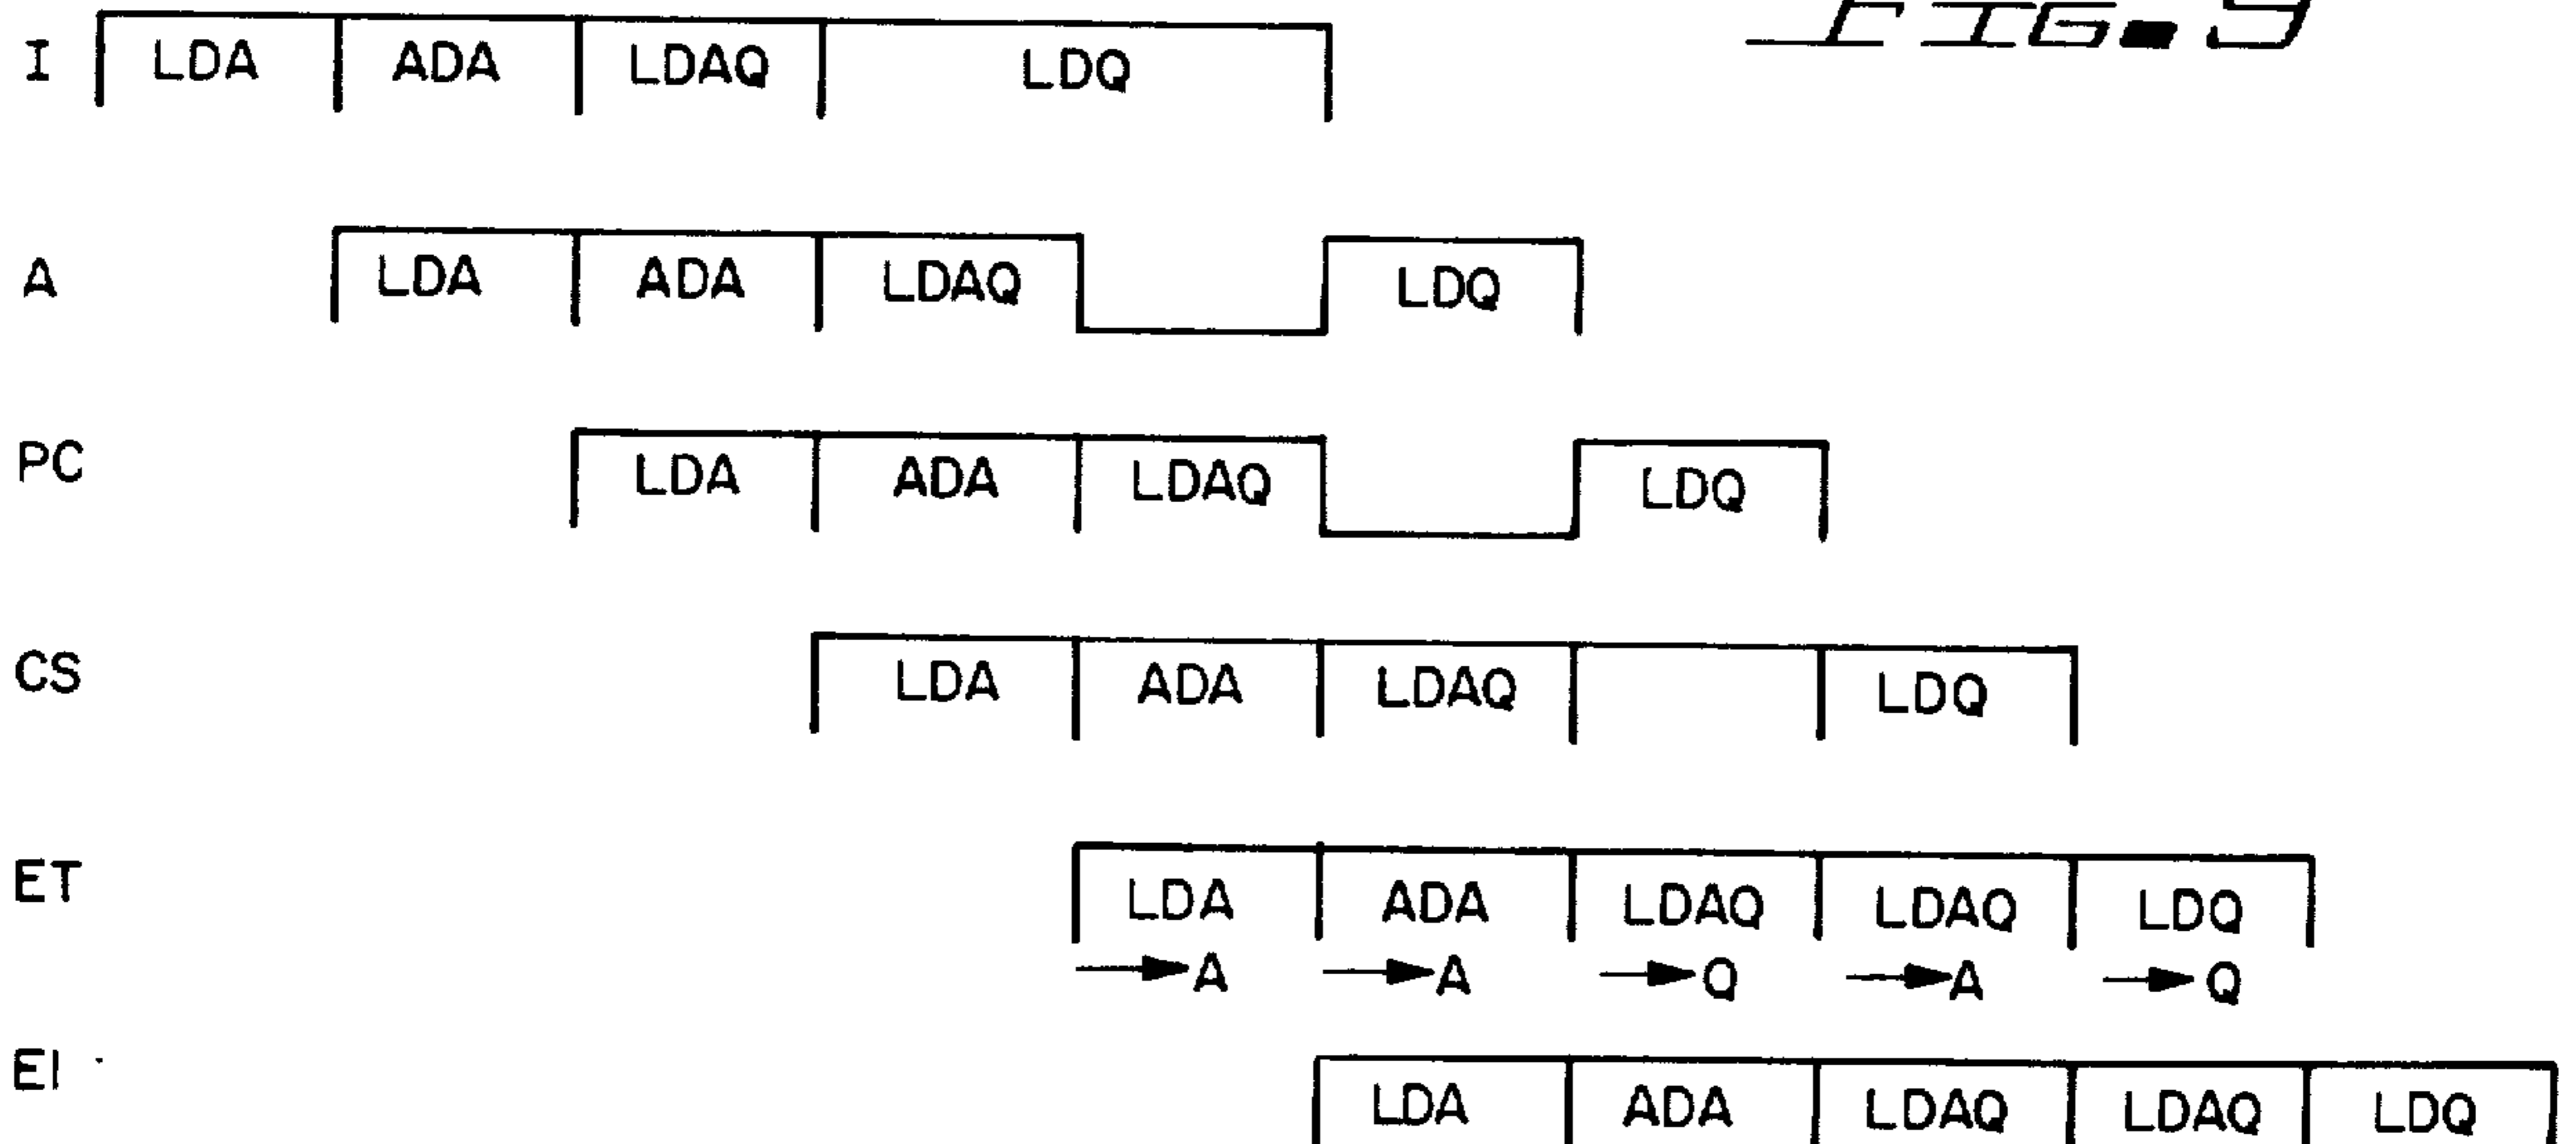 FIG. 9
I LDA ADA LDAQ LDQ
A LDA ADA LDAQ LDQ
PC LDA ADA LDAQ LDQ
CS LDA ADA LDAQ LDQ
ET LDA ADA LDAQ LDAQ LDQ
A A Q A Q
EI LDA ADA LDAQ LDAQ LDQ